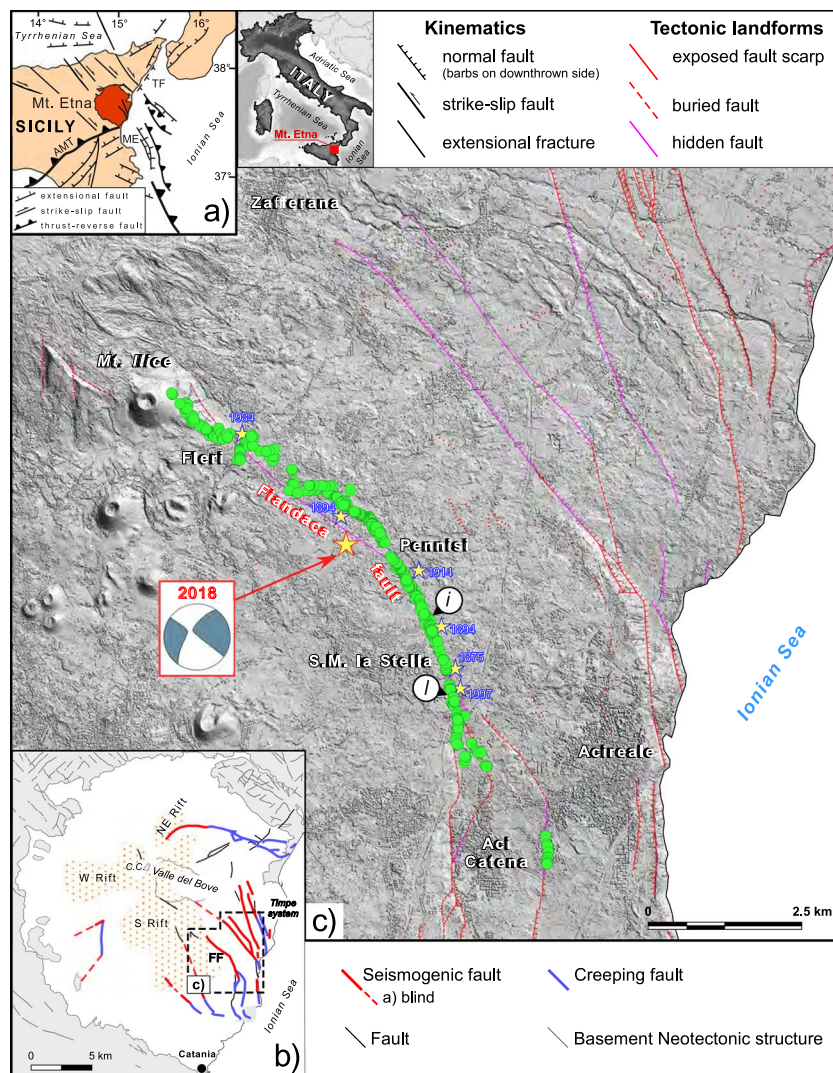 14°
15°
16°
Tyrrhenian Sea
38°
37°
TF
Mt. Etna
SICILY
AMT
ME
Ionian Sea
extensional fault
strike-slip fault
thrust-reverse fault
a)
Adriatic Sea
ITALY
Tyrrhenian Sea
Mt. Etna
Ionian Sea
Kinematics
normal fault
(barbs on downthrown side)
strike-slip fault
extensional fracture
Tectonic landforms
exposed fault scarp
buried fault
hidden fault
Zafferana
Mt. Ilice
1984
Fleri
Fiandaca
fault
1894
Pennisi
1914
2018
i
1894
S.M. la Stella
1875
l
1997
Acireale
Aci
Catena
Ionian Sea
c)
0
2.5 km
NE Rift
C.C.
Valle del Bove
W Rift
S Rift
Timpe
system
FF
c)
Ionian Sea
0
5 km
Catania
b)
Seismogenic fault
a) blind
Fault
Creeping fault
Basement Neotectonic structure